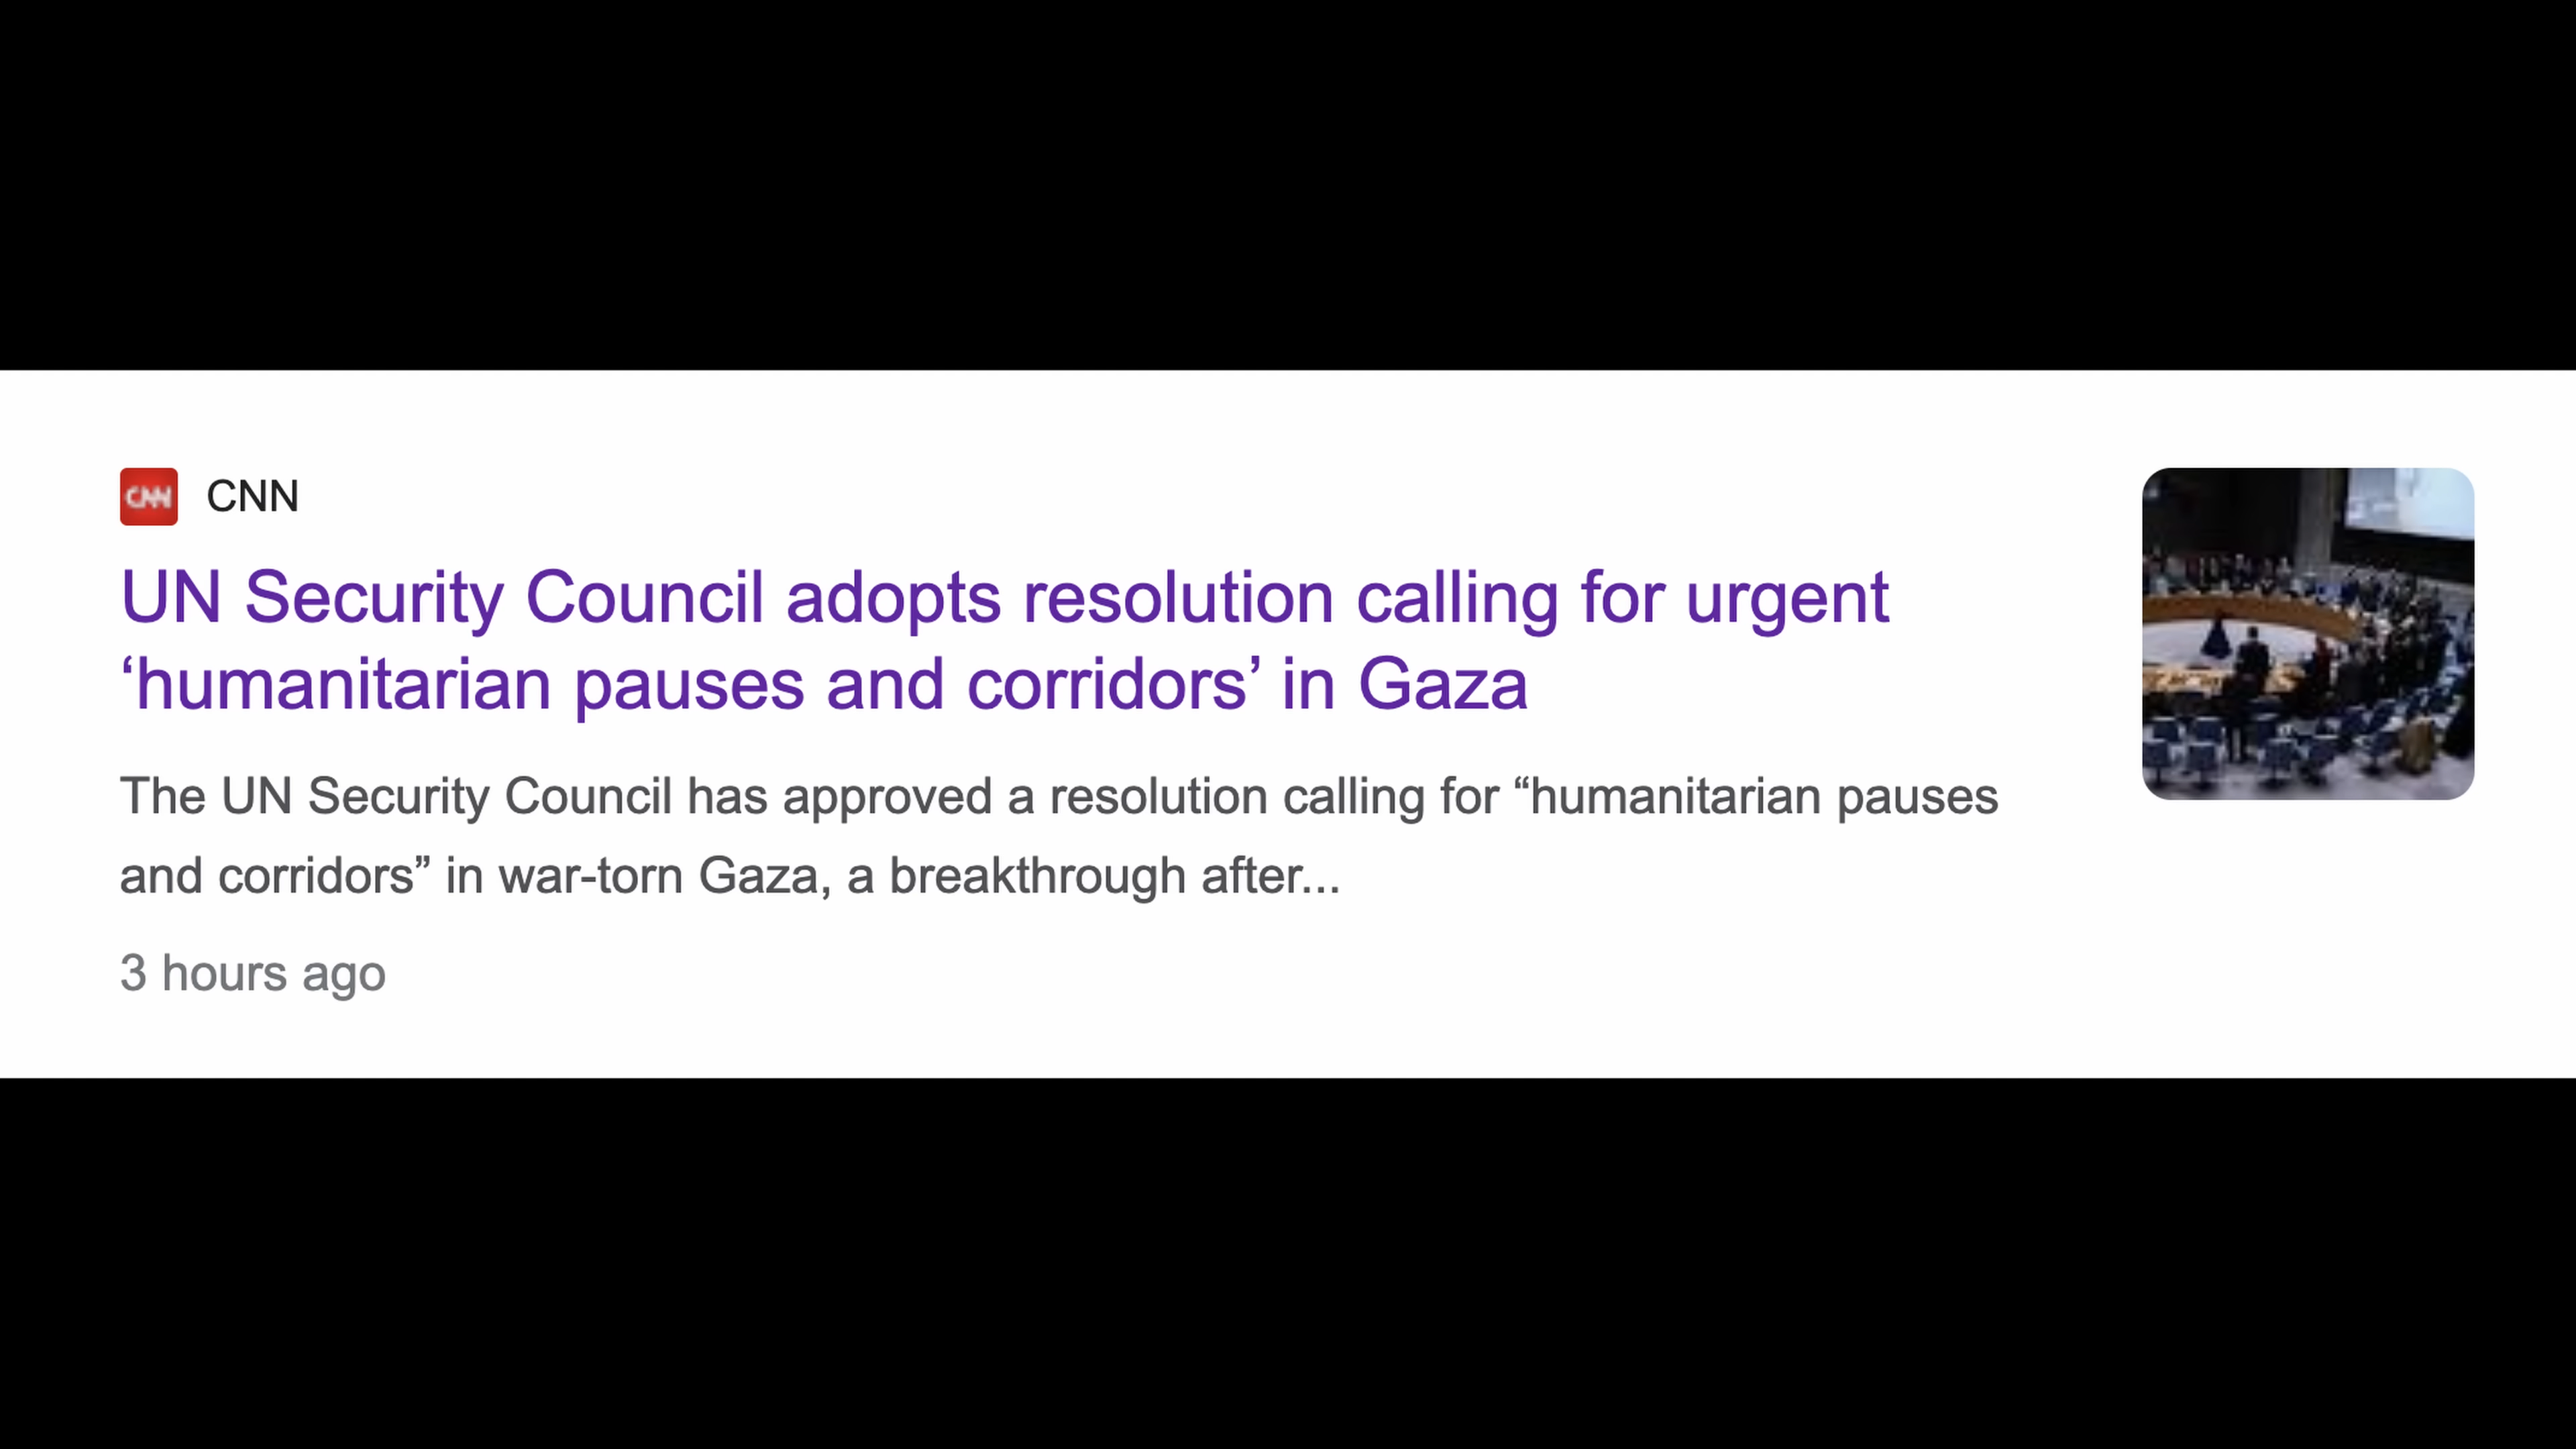 CNN CNN
UN Security Council adopts resolution calling for urgent
‘humanitarian pauses and corridors’ in Gaza
The UN Security Council has approved a resolution calling for “humanitarian pauses
and corridors” in war-torn Gaza, a breakthrough after...
3 hours ago